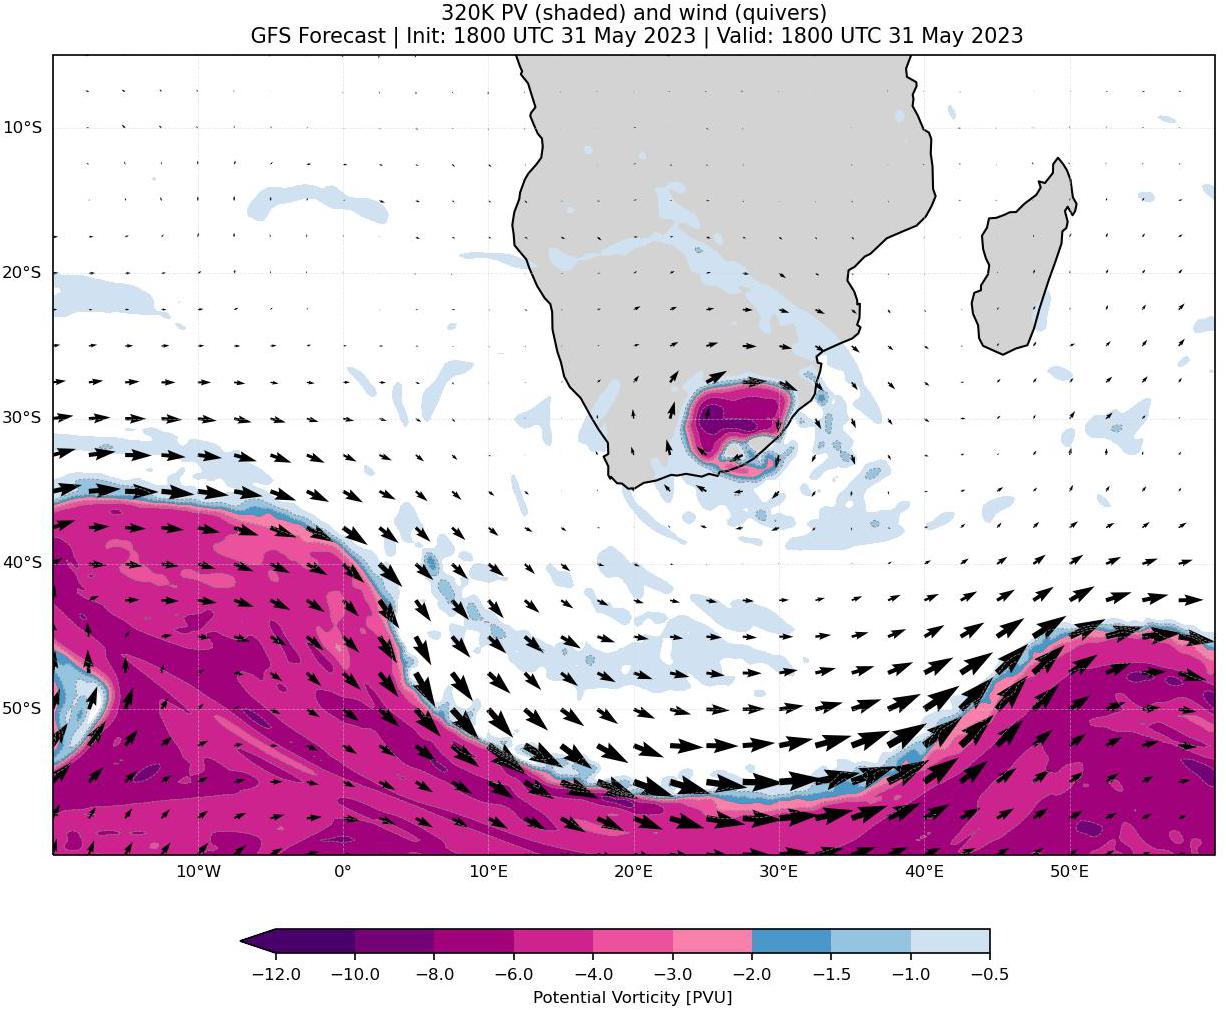 320K PV (shaded) and wind (quivers)
GFS Forecast | Init: 1800 UTC 31 May 2023 | Valid: 1800 UTC 31 May 2023
10°S
20°S
30°S
40°S
50°S
10°W 0° 10°E 20°E 30°E 40°E 50°E
−12.0 −10.0 −8.0 −6.0 −4.0 −3.0 −2.0 −1.5 −1.0 −0.5
Potential Vorticity [PVU]